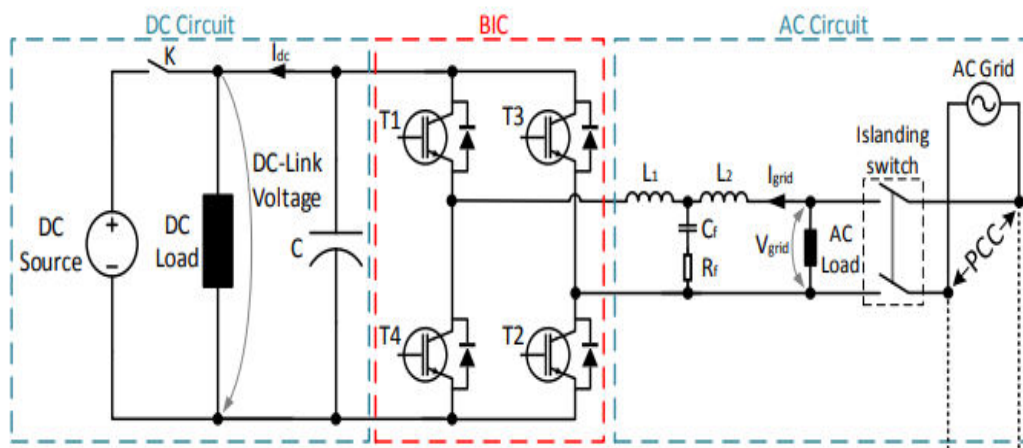 DC Circuit
BIC
AC Circuit
K
Idc
AC Grid
T1
T3
Islanding
switch
DC-Link
Voltage
L1
L2
Igrid
DC
Source
DC
Load
C
Cf
Rf
Vgrid
AC
Load
PCC
T4
T2
+
−